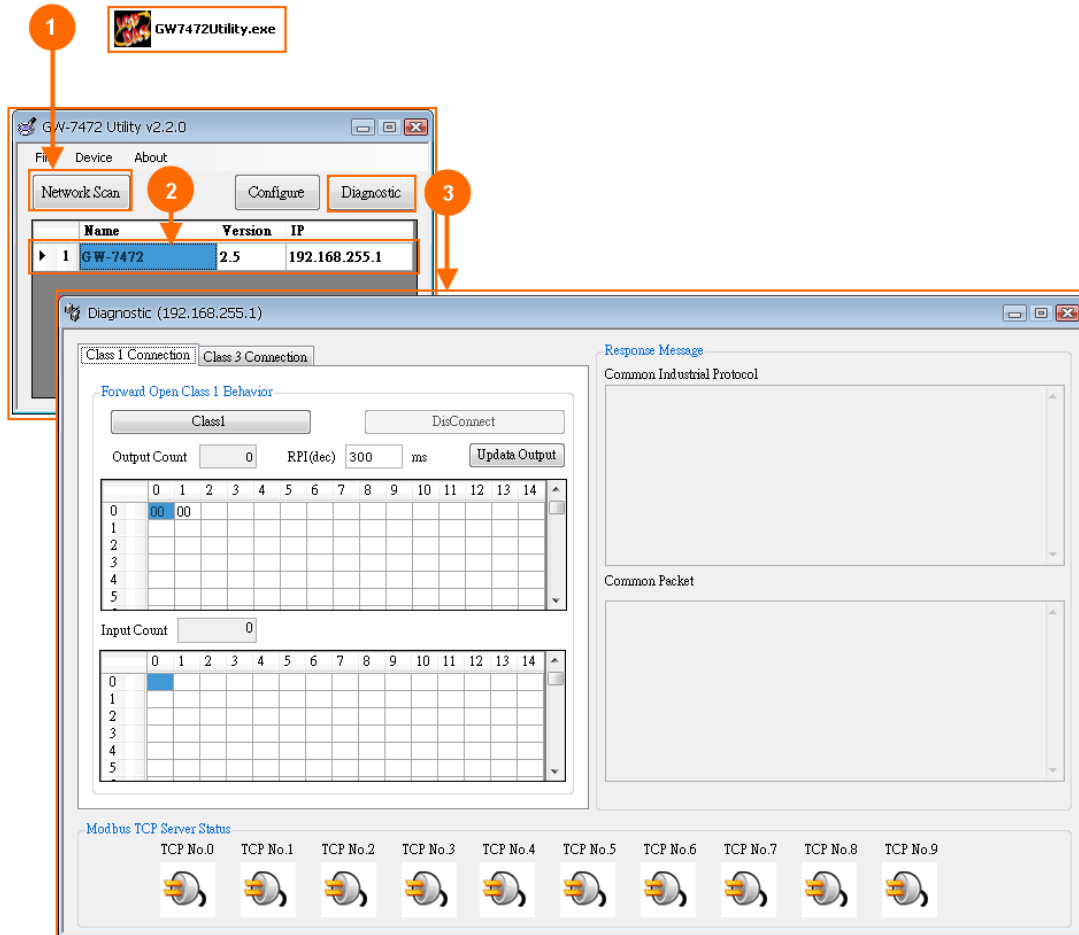 1
GW7472Utility.exe
GW-7472 Utility v2.2.0
File Device About
Network Scan
2
Configure
Diagnostic
3
Name Version IP
1 GW-7472 2.5 192.168.255.1
Diagnostic (192.168.255.1)
Class 1 Connection Class 3 Connection
Forward Open Class 1 Behavior
Class1 DisConnect
Output Count 0 RPI(dec) 300 ms Updata Output
0 1 2 3 4 5 6 7 8 9 10 11 12 13 14
0 00 00
1
2
3
4
5
Input Count 0
0 1 2 3 4 5 6 7 8 9 10 11 12 13 14
0
1
2
3
4
5
Response Message
Common Industrial Protocol
Common Packet
Modbus TCP Server Status
TCP No.0 TCP No.1 TCP No.2 TCP No.3 TCP No.4 TCP No.5 TCP No.6 TCP No.7 TCP No.8 TCP No.9